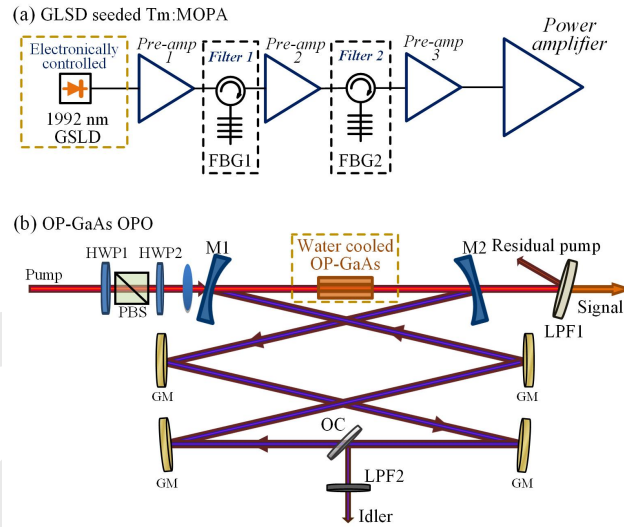 (a) GLSD seeded Tm:MOPA
Electronically
controlled
1992 nm
GSLD
Pre-amp
1
Filter 1
FBG1
Pre-amp
2
Filter 2
FBG2
Pre-amp
3
Power
amplifier
(b) OP-GaAs OPO
HWP1
HWP2
M1
Water cooled
OP-GaAs
M2
Residual pump
Pump
PBS
Signal
LPF1
GM
GM
GM
OC
GM
LPF2
Idler